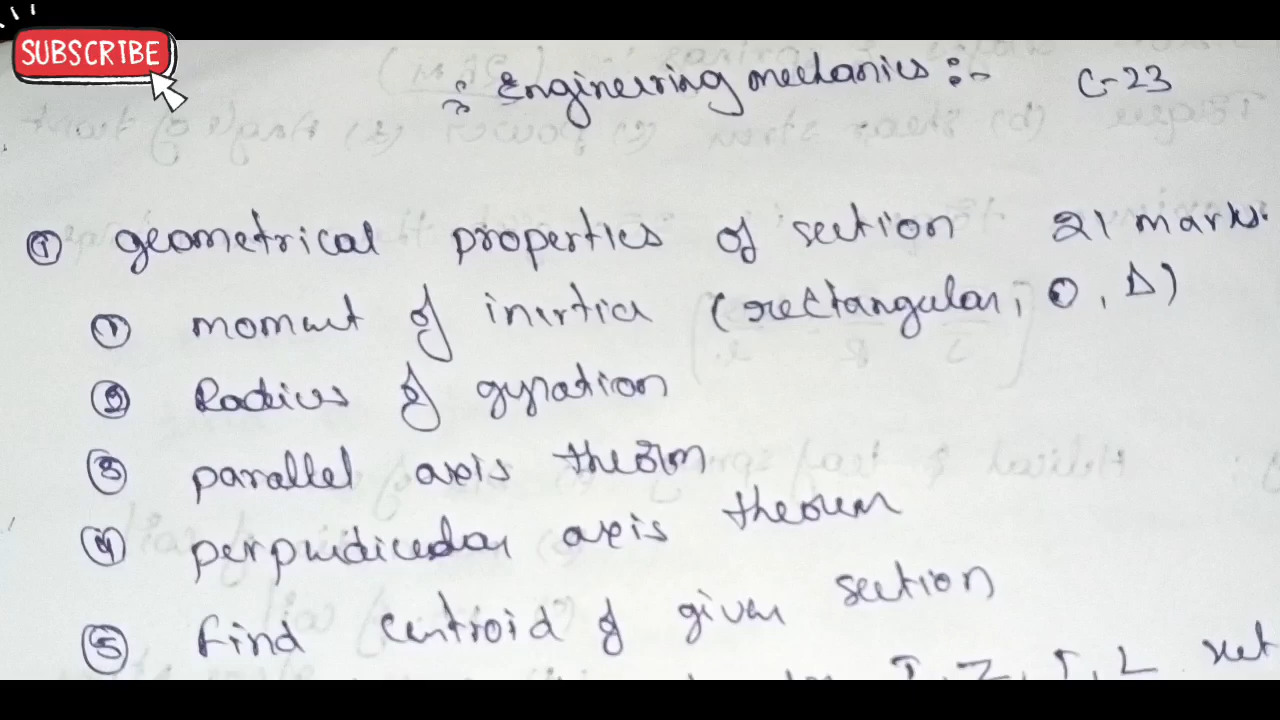 SUBSCRIBE
:~ Engineering mechanics :- C-23
① geometrical properties of section 21 marks.
① moment of inertia (rectangular, O, Δ)
② Radius of gyration
③ parallel axis theorm
④ perpendicular axis theorem
⑤ Find centroid of given section
I, Z, T, L